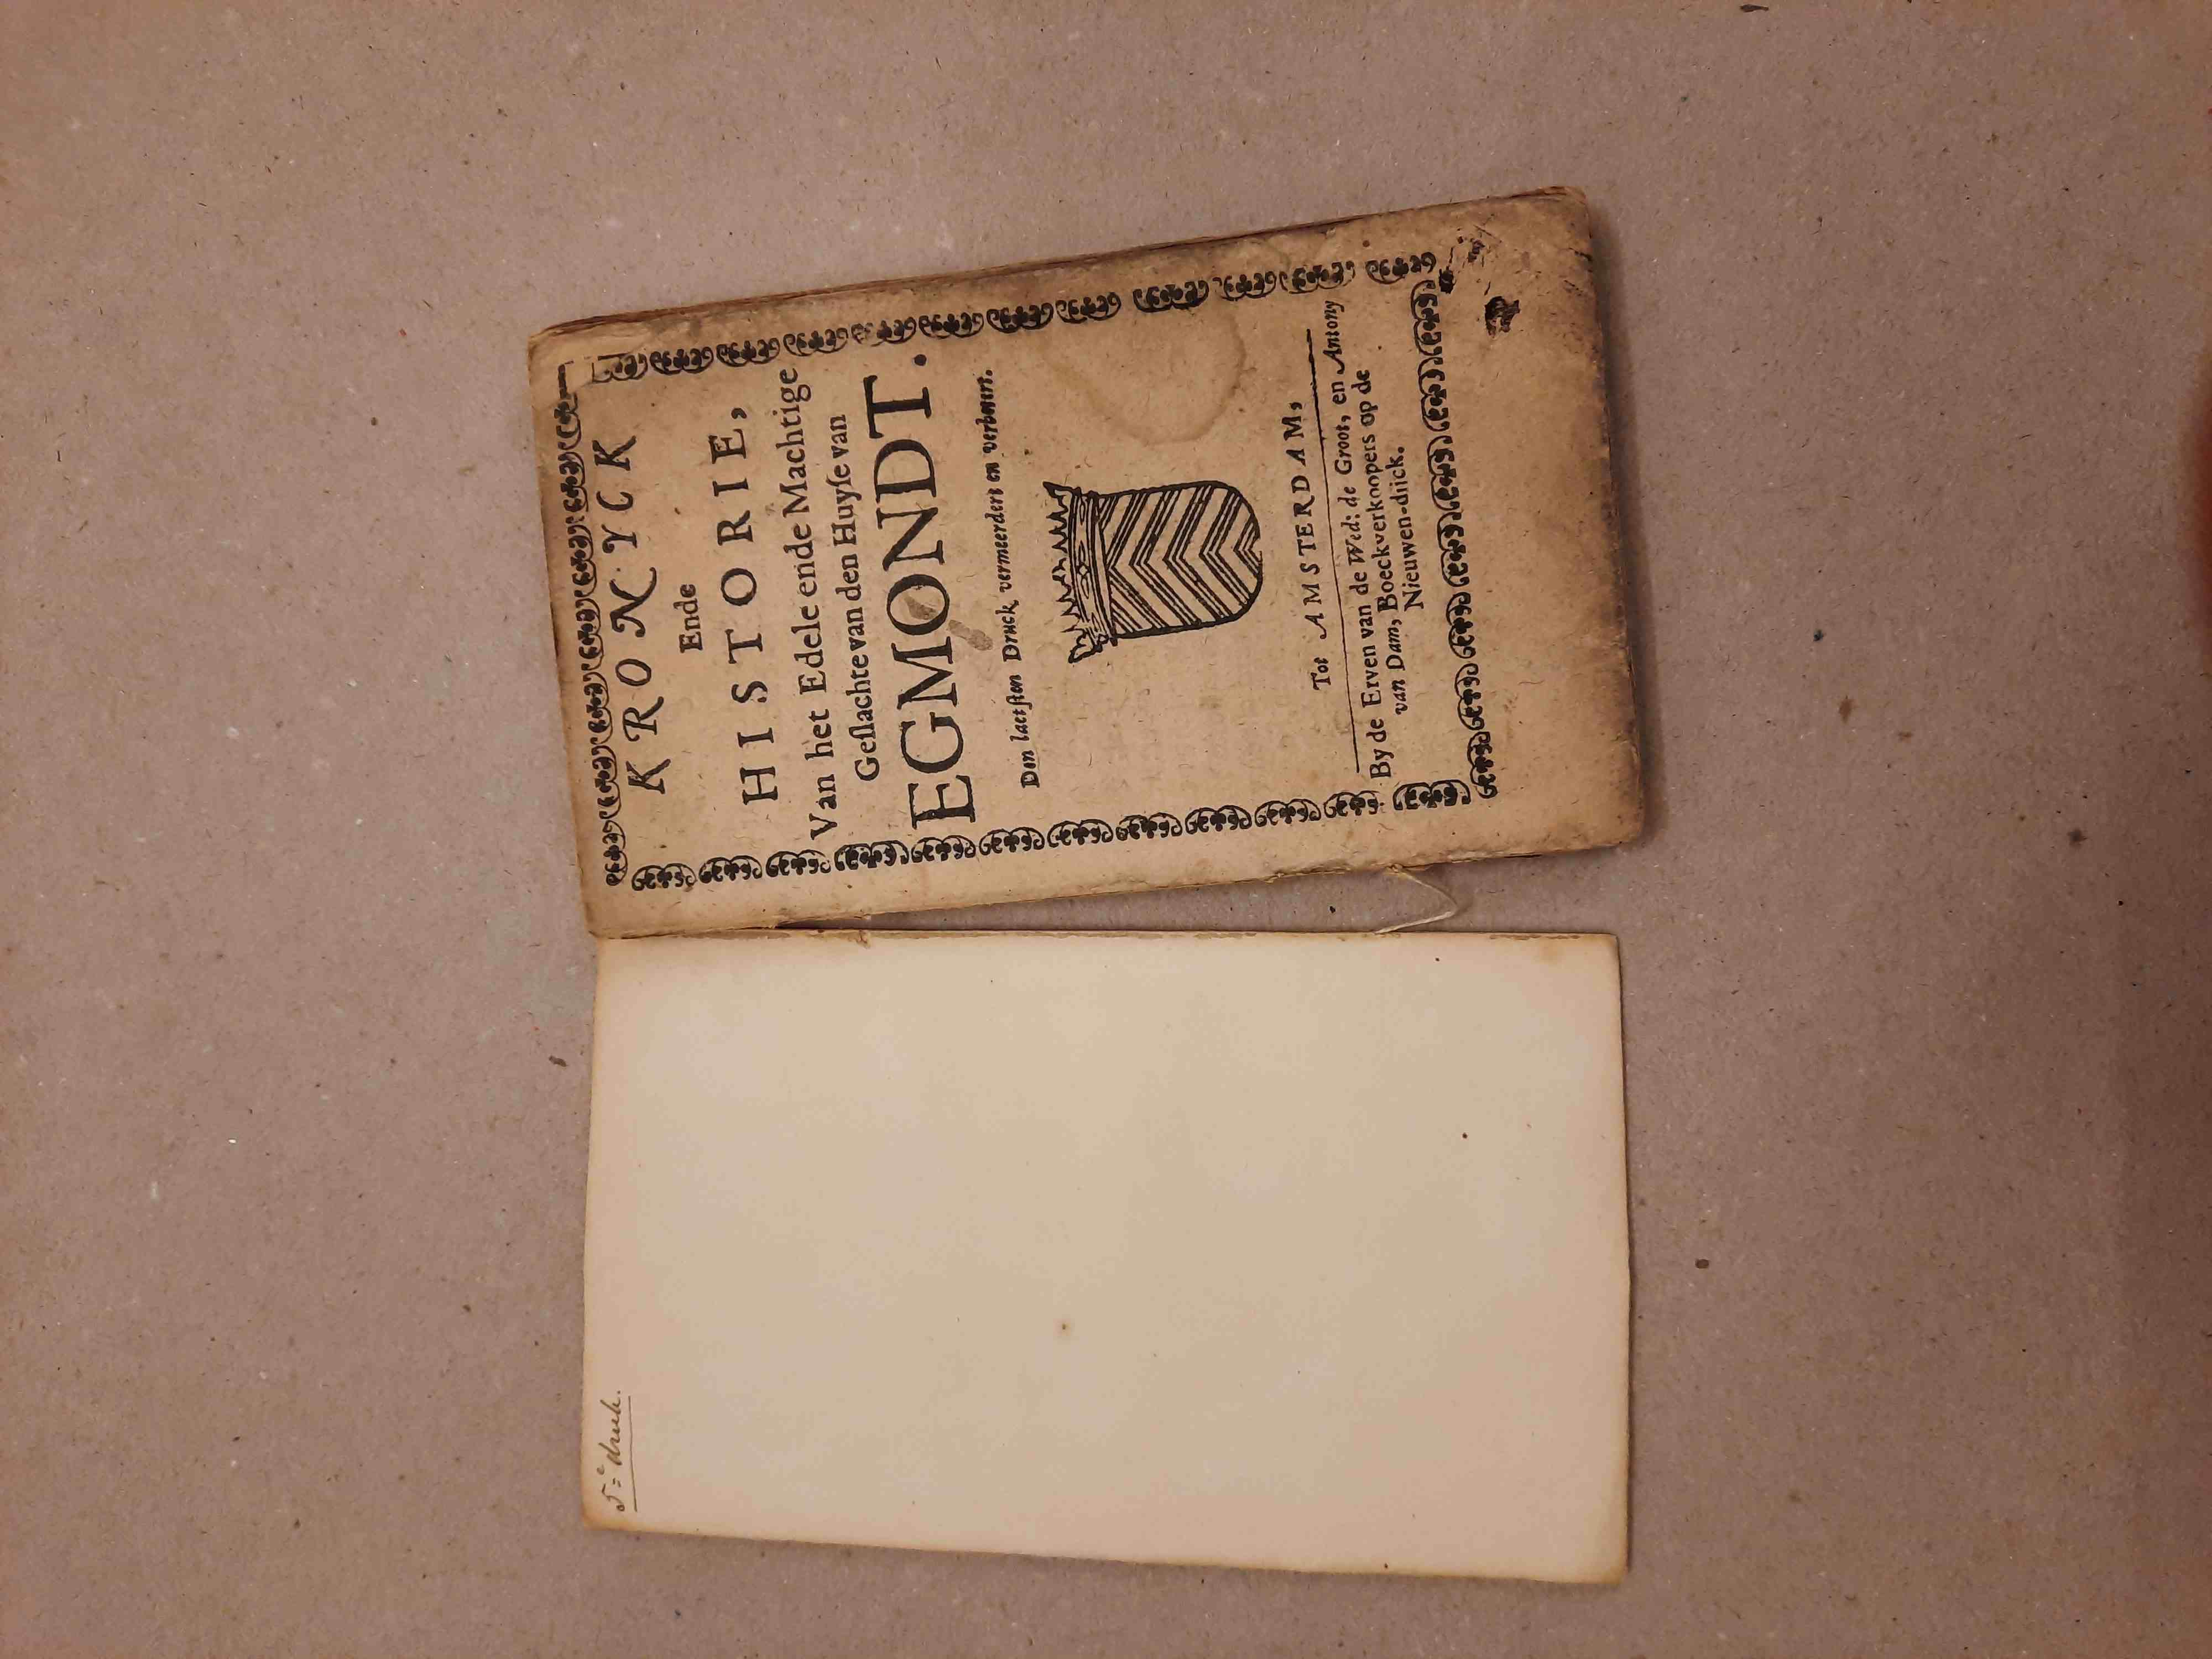 5=e druk.
KRONYCK
Ende
HISTORIE,
Van het Edele ende Machtige
Geſlachte van den Huyſe van
EGMONDT.
Den laetſten Druck, vermeerdert en verbetert.
Tot AMSTERDAM,
By de Erven van de Wed: de Groot, en Antony
van Dam, Boeckverkoopers op de
Nieuwen-dijck.